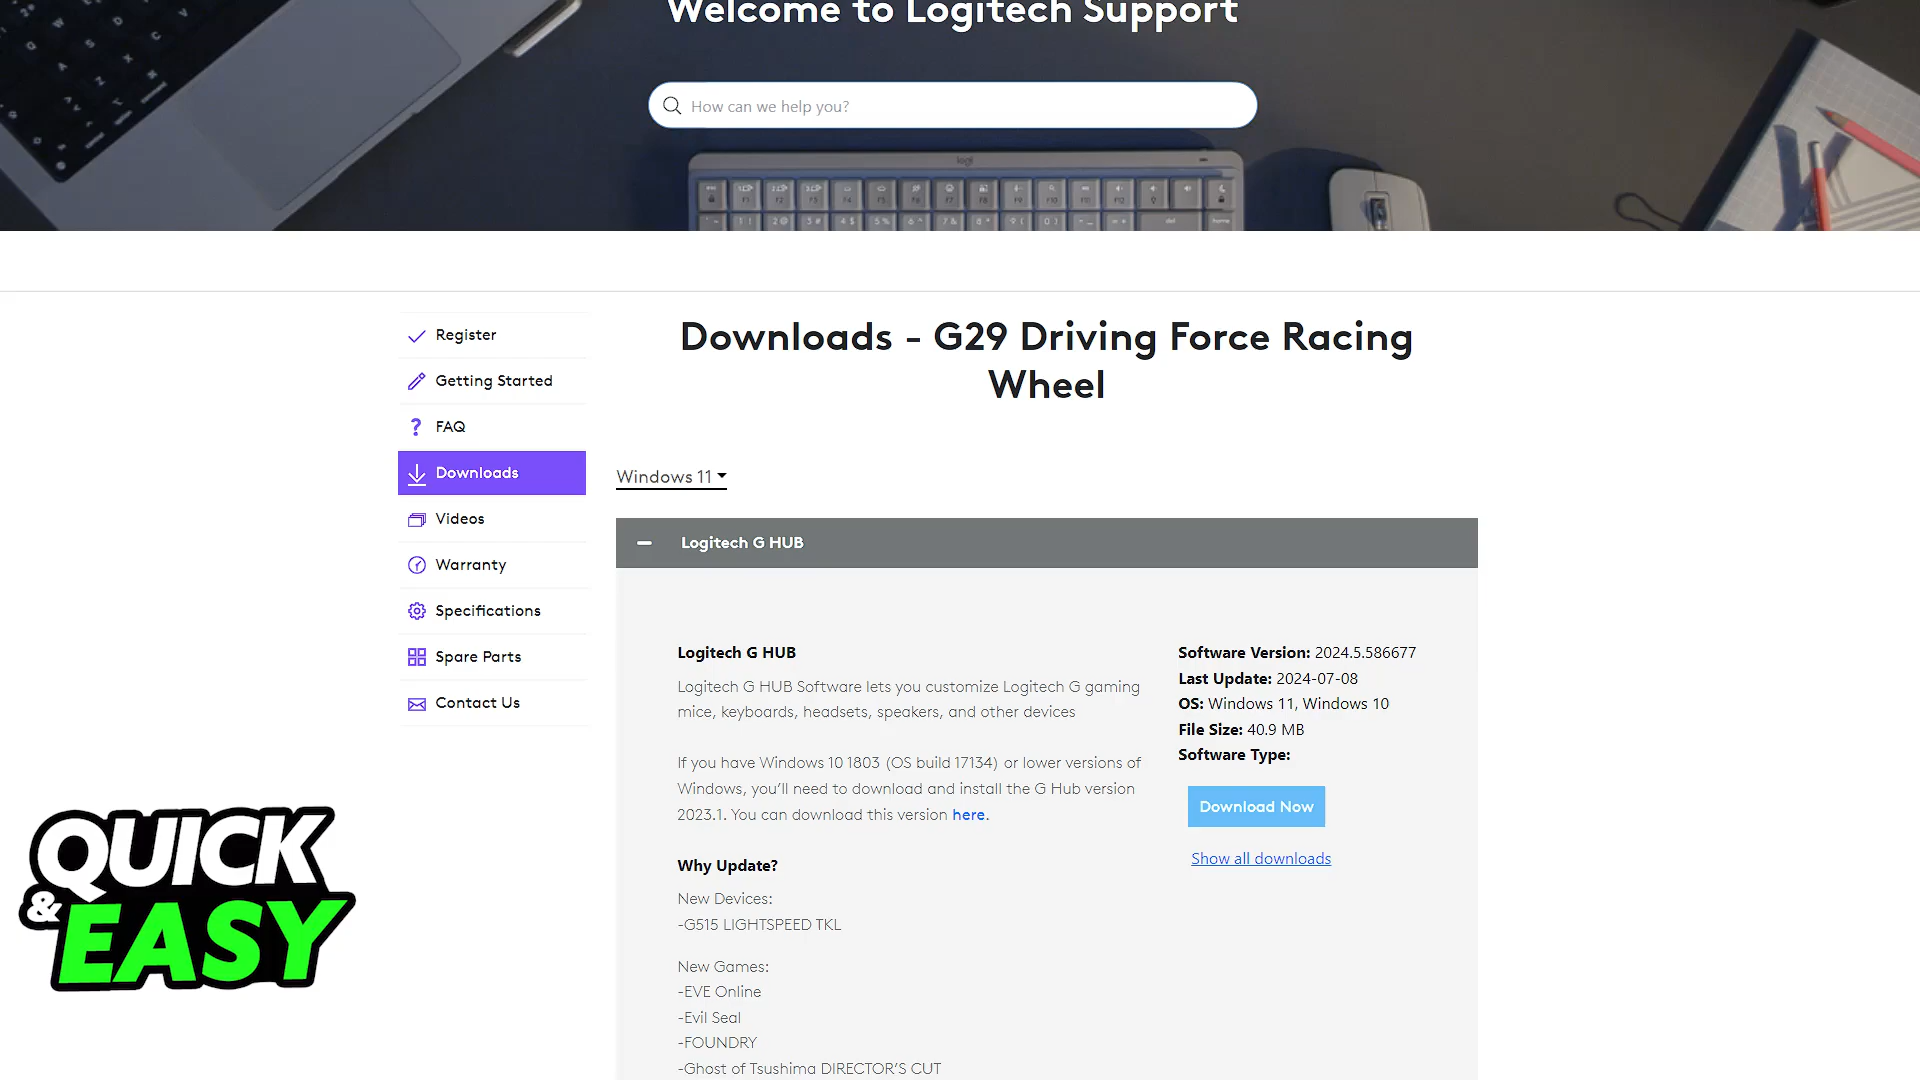 Welcome to Logitech Support
How can we help you?
logi
Register
Getting Started
FAQ
Downloads
Videos
Warranty
Specifications
Spare Parts
Contact Us
Downloads - G29 Driving Force Racing
Wheel
Windows 11
Logitech G HUB
Logitech G HUB
Logitech G HUB Software lets you customize Logitech G gaming
mice, keyboards, headsets, speakers, and other devices
If you have Windows 10 1803 (OS build 17134) or lower versions of
Windows, you'll need to download and install the G Hub version
2023.1. You can download this version here.
Why Update?
New Devices:
-G515 LIGHTSPEED TKL
New Games:
-EVE Online
-Evil Seal
-FOUNDRY
-Ghost of Tsushima DIRECTOR'S CUT
Software Version: 2024.5.586677
Last Update: 2024-07-08
OS: Windows 11, Windows 10
File Size: 40.9 MB
Software Type:
Download Now
Show all downloads
QUICK
& EASY